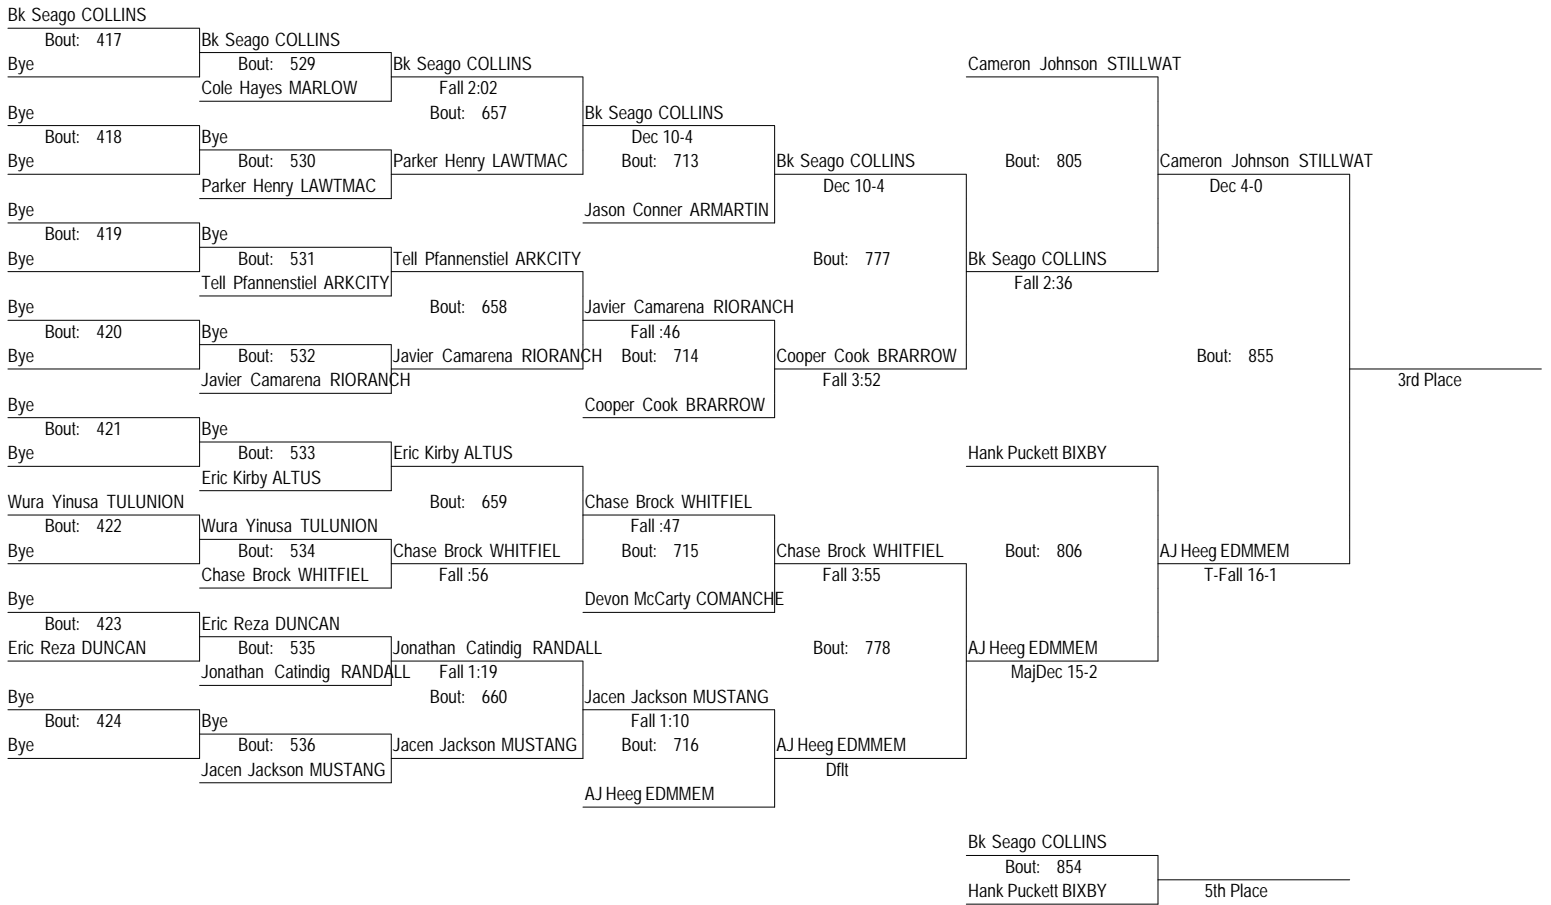 Bk Seago COLLINS
Bout: 417
Bye
Bye
Bout: 418
Bye
Bye
Bout: 419
Bye
Bye
Bout: 420
Bye
Bye
Bout: 421
Bye
Wura Yinusa TULUNION
Bout: 422
Bye
Bye
Bout: 423
Eric Reza DUNCAN
Bye
Bout: 424
Bye
Bk Seago COLLINS
Bout: 529
Cole Hayes MARLOW
Bye
Bout: 530
Parker Henry LAWTMAC
Bye
Bout: 531
Tell Pfannenstiel ARKCITY
Bye
Bout: 532
Javier Camarena RIORANCH
Bye
Bout: 533
Eric Kirby ALTUS
Wura Yinusa TULUNION
Bout: 534
Chase Brock WHITFIEL
Eric Reza DUNCAN
Bout: 535
Jonathan Catindig RANDALL
Bye
Bout: 536
Jacen Jackson MUSTANG
Bk Seago COLLINS
Fall 2:02
Bout: 657
Parker Henry LAWTMAC
Tell Pfannenstiel ARKCITY
Bout: 658
Javier Camarena RIORANCH
Eric Kirby ALTUS
Bout: 659
Chase Brock WHITFIEL
Fall :56
Jonathan Catindig RANDALL
Fall 1:19
Bout: 660
Jacen Jackson MUSTANG
Bk Seago COLLINS
Dec 10-4
Bout: 713
Jason Conner ARMARTIN
Javier Camarena RIORANCH
Fall :46
Bout: 714
Cooper Cook BRARROW
Chase Brock WHITFIEL
Fall :47
Bout: 715
Devon McCarty COMANCHE
Jacen Jackson MUSTANG
Fall 1:10
Bout: 716
AJ Heeg EDMMEM
Bk Seago COLLINS
Dec 10-4
Bout: 777
Cooper Cook BRARROW
Fall 3:52
Chase Brock WHITFIEL
Fall 3:55
Bout: 778
AJ Heeg EDMMEM
Dflt
Cameron Johnson STILLWAT
Bout: 805
Bk Seago COLLINS
Fall 2:36
Hank Puckett BIXBY
Bout: 806
AJ Heeg EDMMEM
MajDec 15-2
Cameron Johnson STILLWAT
Dec 4-0
Bout: 855
AJ Heeg EDMMEM
T-Fall 16-1
3rd Place
Bk Seago COLLINS
Bout: 854
Hank Puckett BIXBY
5th Place